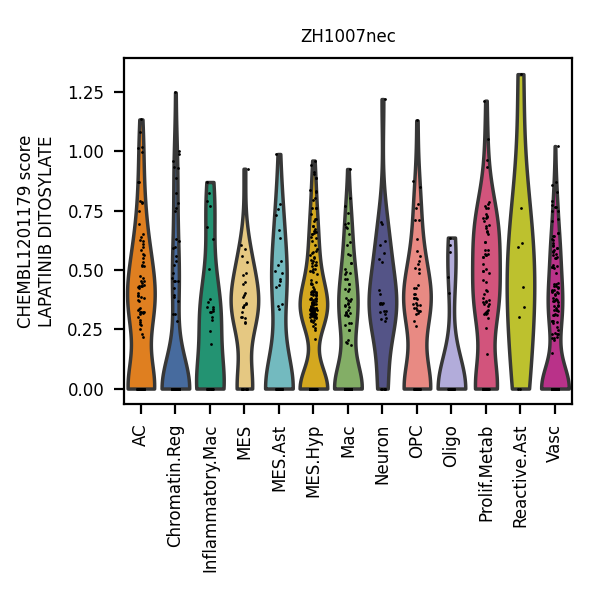 ZH1007nec
CHEMBL1201179 score
LAPATINIB DITOSYLATE
1.25
1.00
0.75
0.50
0.25
0.00
AC
Chromatin.Reg
Inflammatory.Mac
MES
MES.Ast
MES.Hyp
Mac
Neuron
OPC
Oligo
Prolif.Metab
Reactive.Ast
Vasc